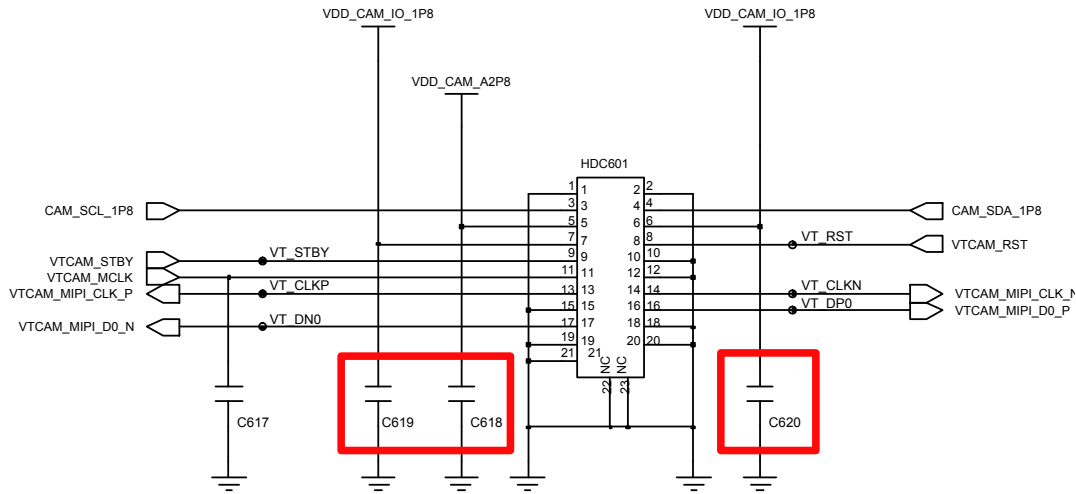 VDD_CAM_IO_1P8 VDD_CAM_IO_1P8
VDD_CAM_A2P8
HDC601
1 1 2 2
CAM_SCL_1P8 3 3 4 4 CAM_SDA_1P8
5 5 6 6
7 7 8 8 VT_RST VTCAM_RST
VTCAM_STBY VT_STBY 9 9 10 10
VTCAM_MCLK 11 11 12 12
VTCAM_MIPI_CLK_P VT_CLKP 13 13 14 14 VT_CLKN VTCAM_MIPI_CLK_N
15 15 16 16 VT_DP0 VTCAM_MIPI_D0_P
VTCAM_MIPI_D0_N VT_DN0 17 17 18 18
19 19 20 20
21 21
NC NC
22 23
C617 C619 C618 C620